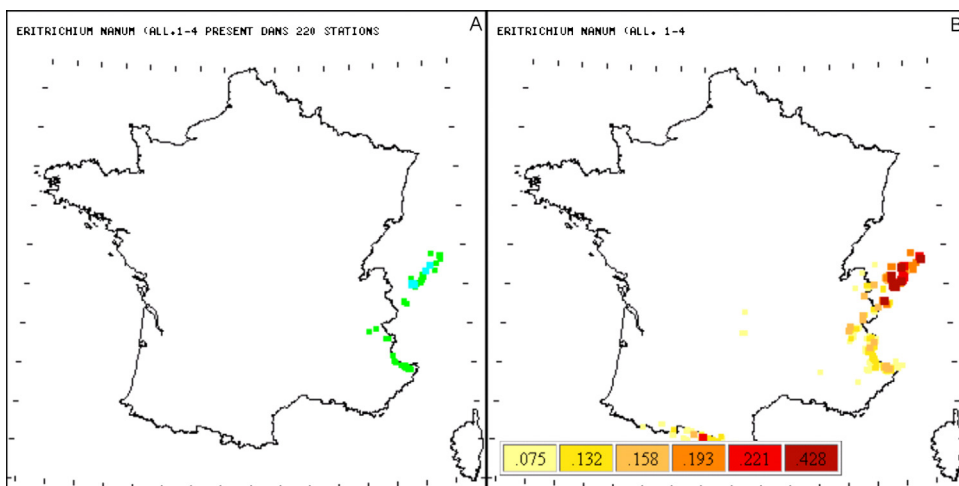 ERITRICHIUM NANUM (ALL.1-4 PRESENT DANS 220 STATIONS
A
ERITRICHIUM NANUM (ALL. 1-4
B
.075 .132 .158 .193 .221 .428